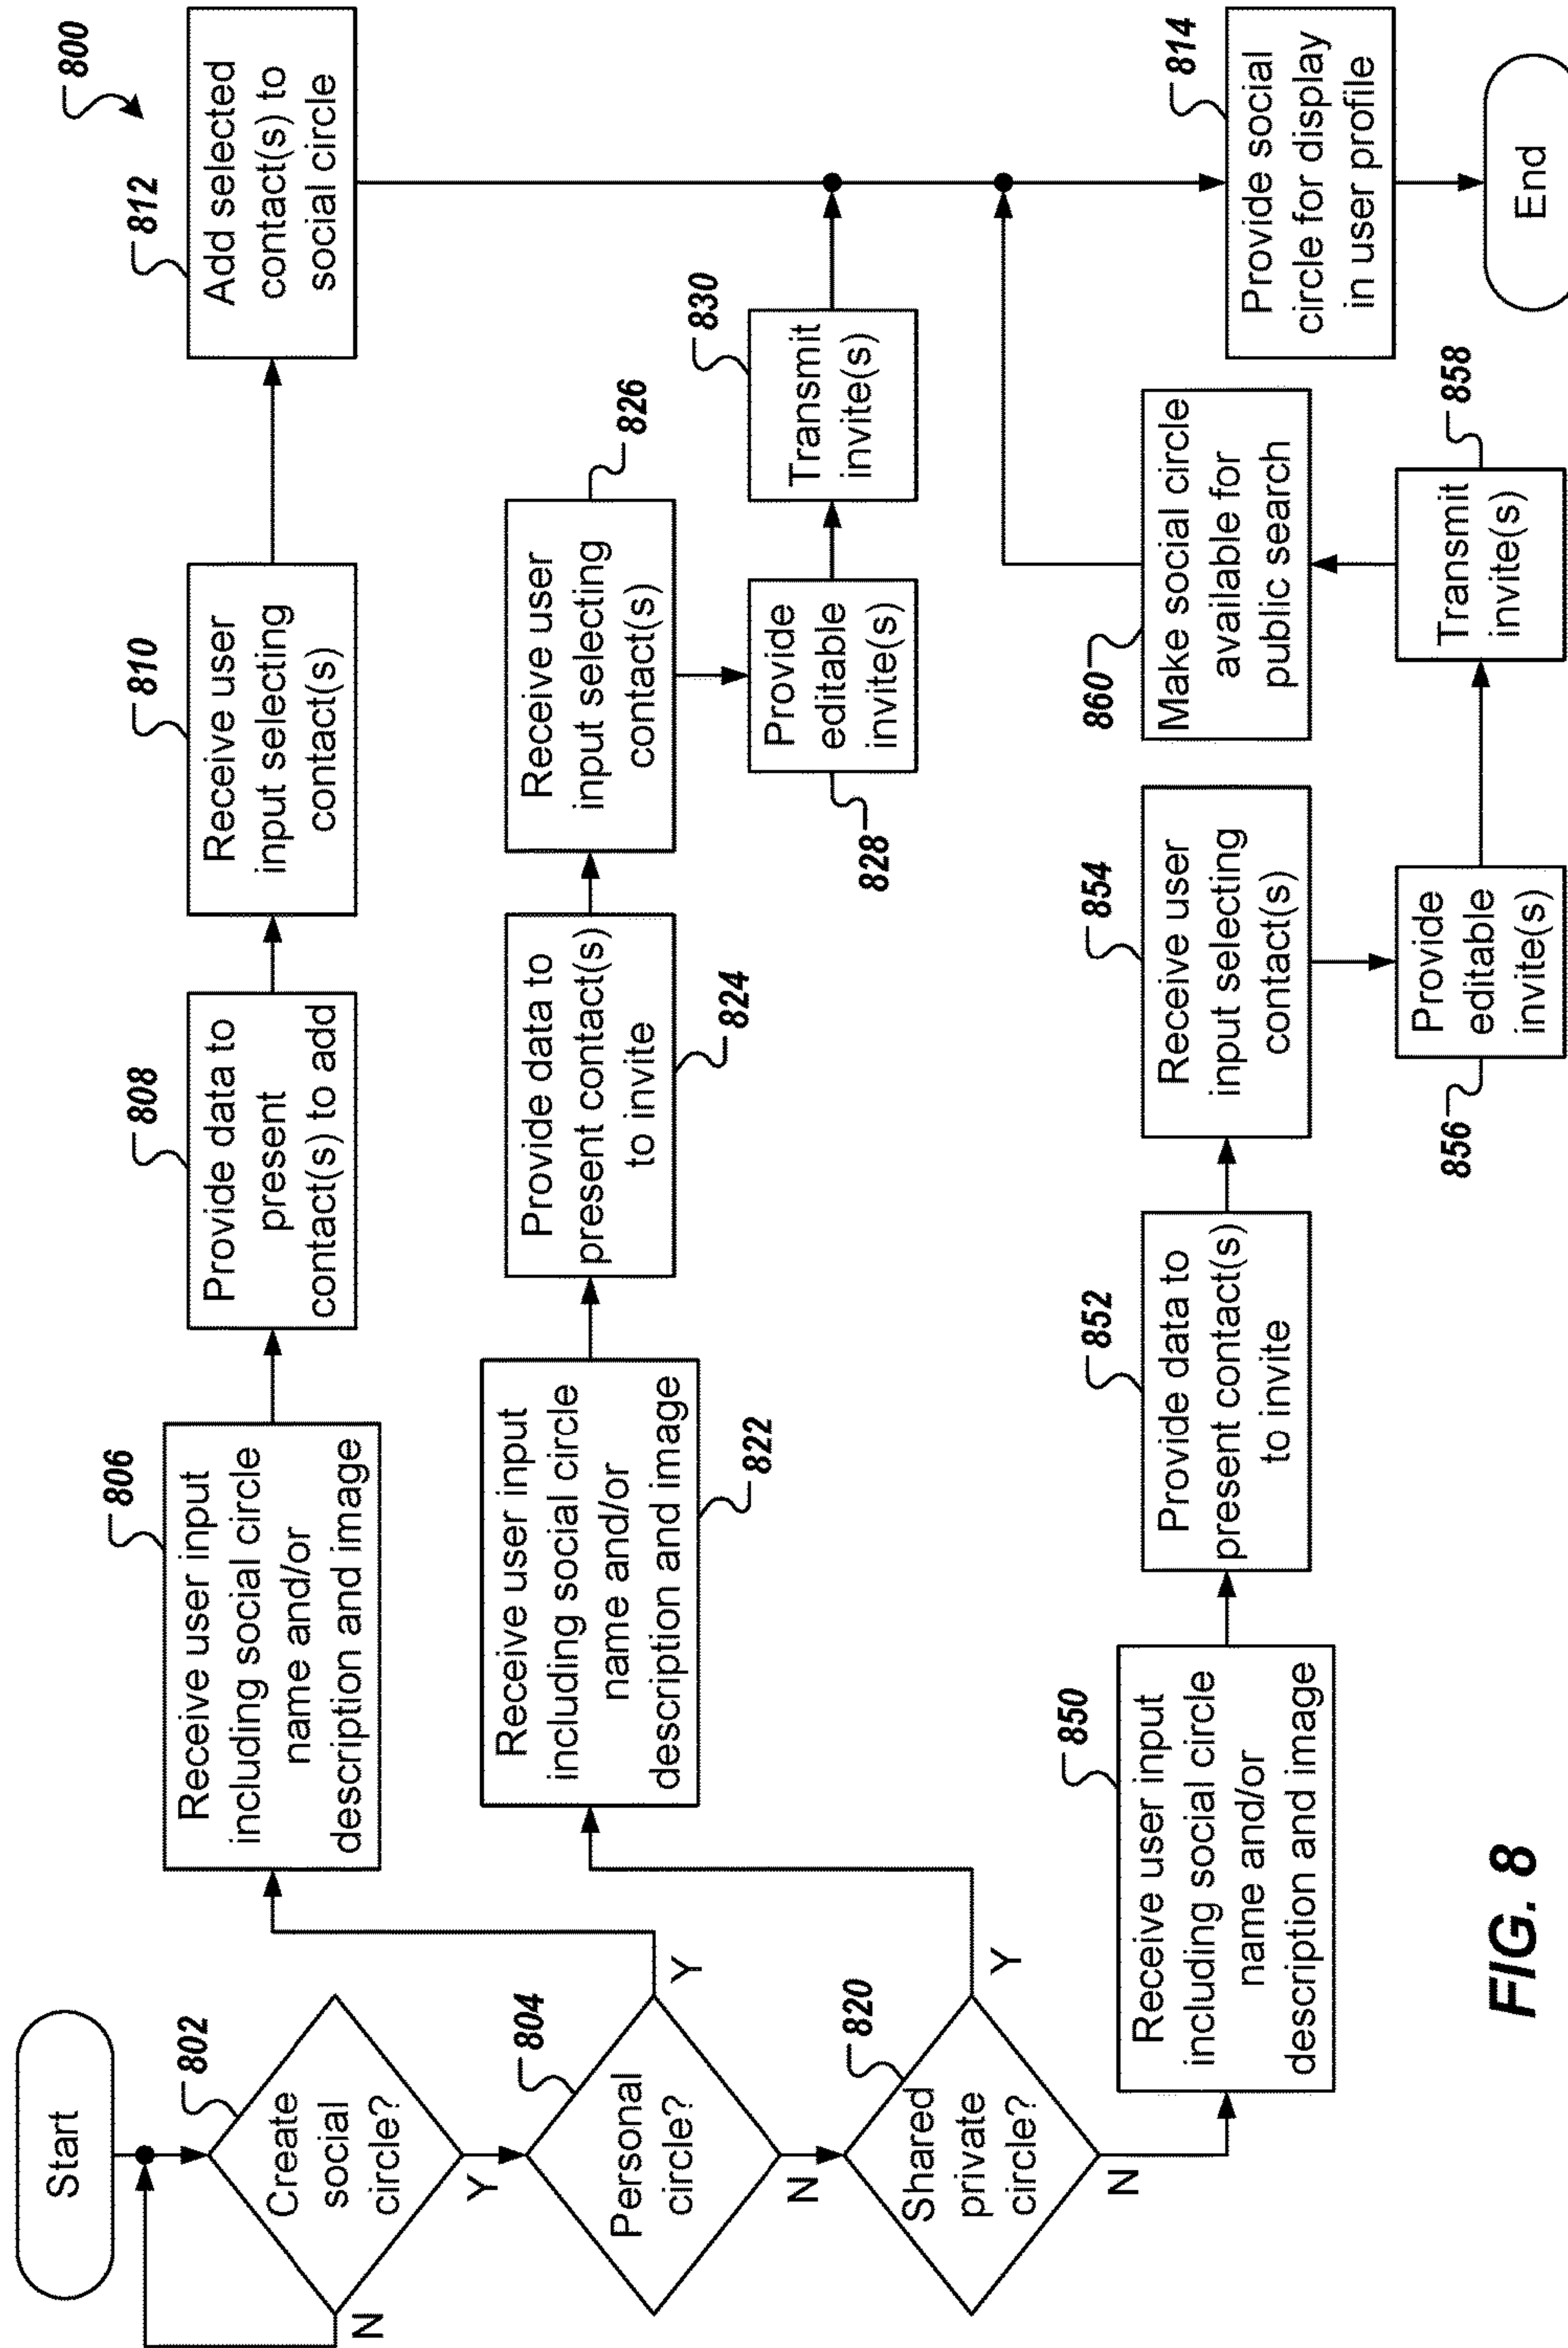 800
Start
802
Create
social
circle?
N
Y
804
Personal
circle?
Y
N
820
Shared
private
circle?
Y
N
806
Receive user input
including social circle
name and/or
description and image
808
Provide data to
present
contact(s) to add
810
Receive user
input selecting
contact(s)
812
Add selected
contact(s) to
social circle
822
Receive user input
including social circle
name and/or
description and image
824
Provide data to
present contact(s)
to invite
826
Receive user
input selecting
contact(s)
828
Provide
editable
invite(s)
830
Transmit
invite(s)
850
Receive user input
including social circle
name and/or
description and image
852
Provide data to
present contact(s)
to invite
854
Receive user
input selecting
contact(s)
856
Provide
editable
invite(s)
858
Transmit
invite(s)
860
Make social circle
available for
public search
814
Provide social
circle for display
in user profile
End
FIG. 8